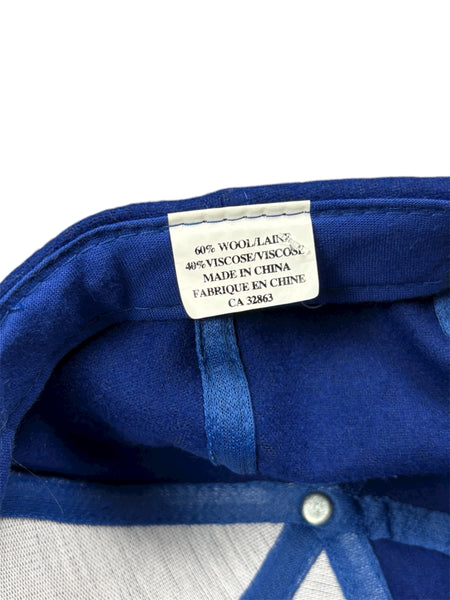 60% WOOL/LAINE
40%VISCOSE/VISCOSE
MADE IN CHINA
FABRIQUE EN CHINE
CA 32863